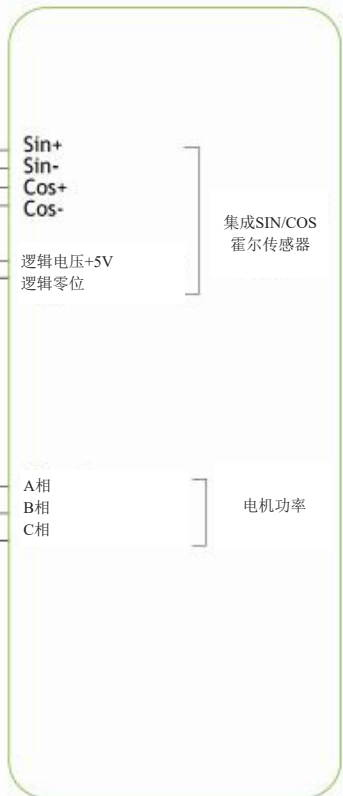 Sin+
Sin-
Cos+
Cos-
集成SIN/COS
霍尔传感器
逻辑电压+5V
逻辑零位
A相
B相
C相
电机功率